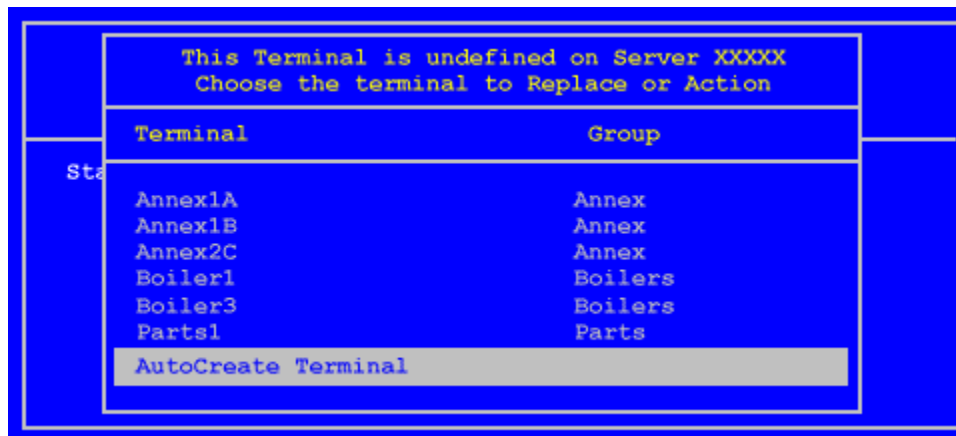 This Terminal is undefined on Server XXXXX
Choose the terminal to Replace or Action
Terminal Group
Sta
Annex1A Annex
Annex1B Annex
Annex2C Annex
Boiler1 Boilers
Boiler3 Boilers
Parts1 Parts
AutoCreate Terminal